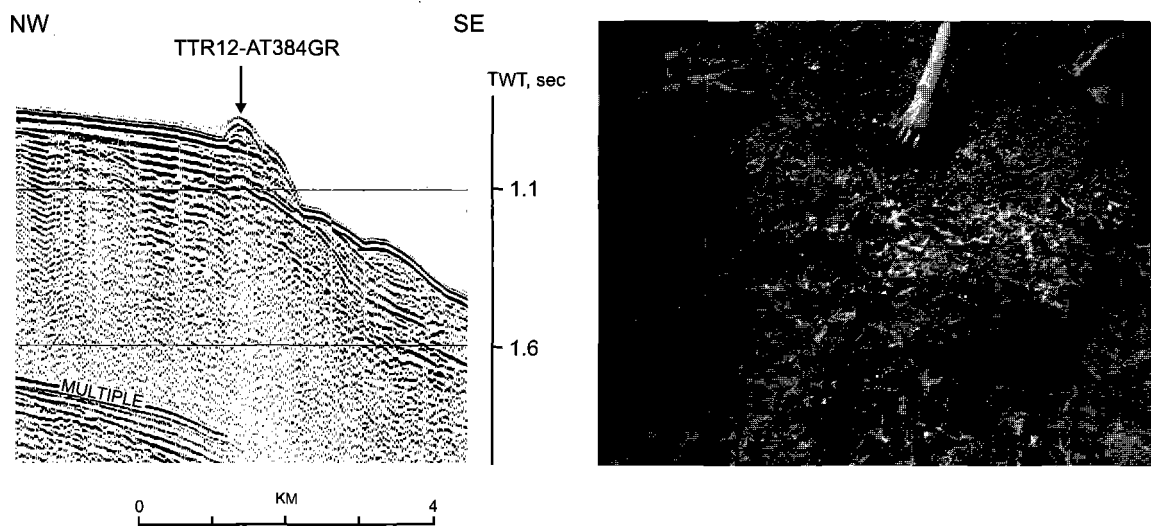 NW
SE
TTR12-AT384GR
TWT, sec
1.1
1.6
MULTIPLE
KM
0
4